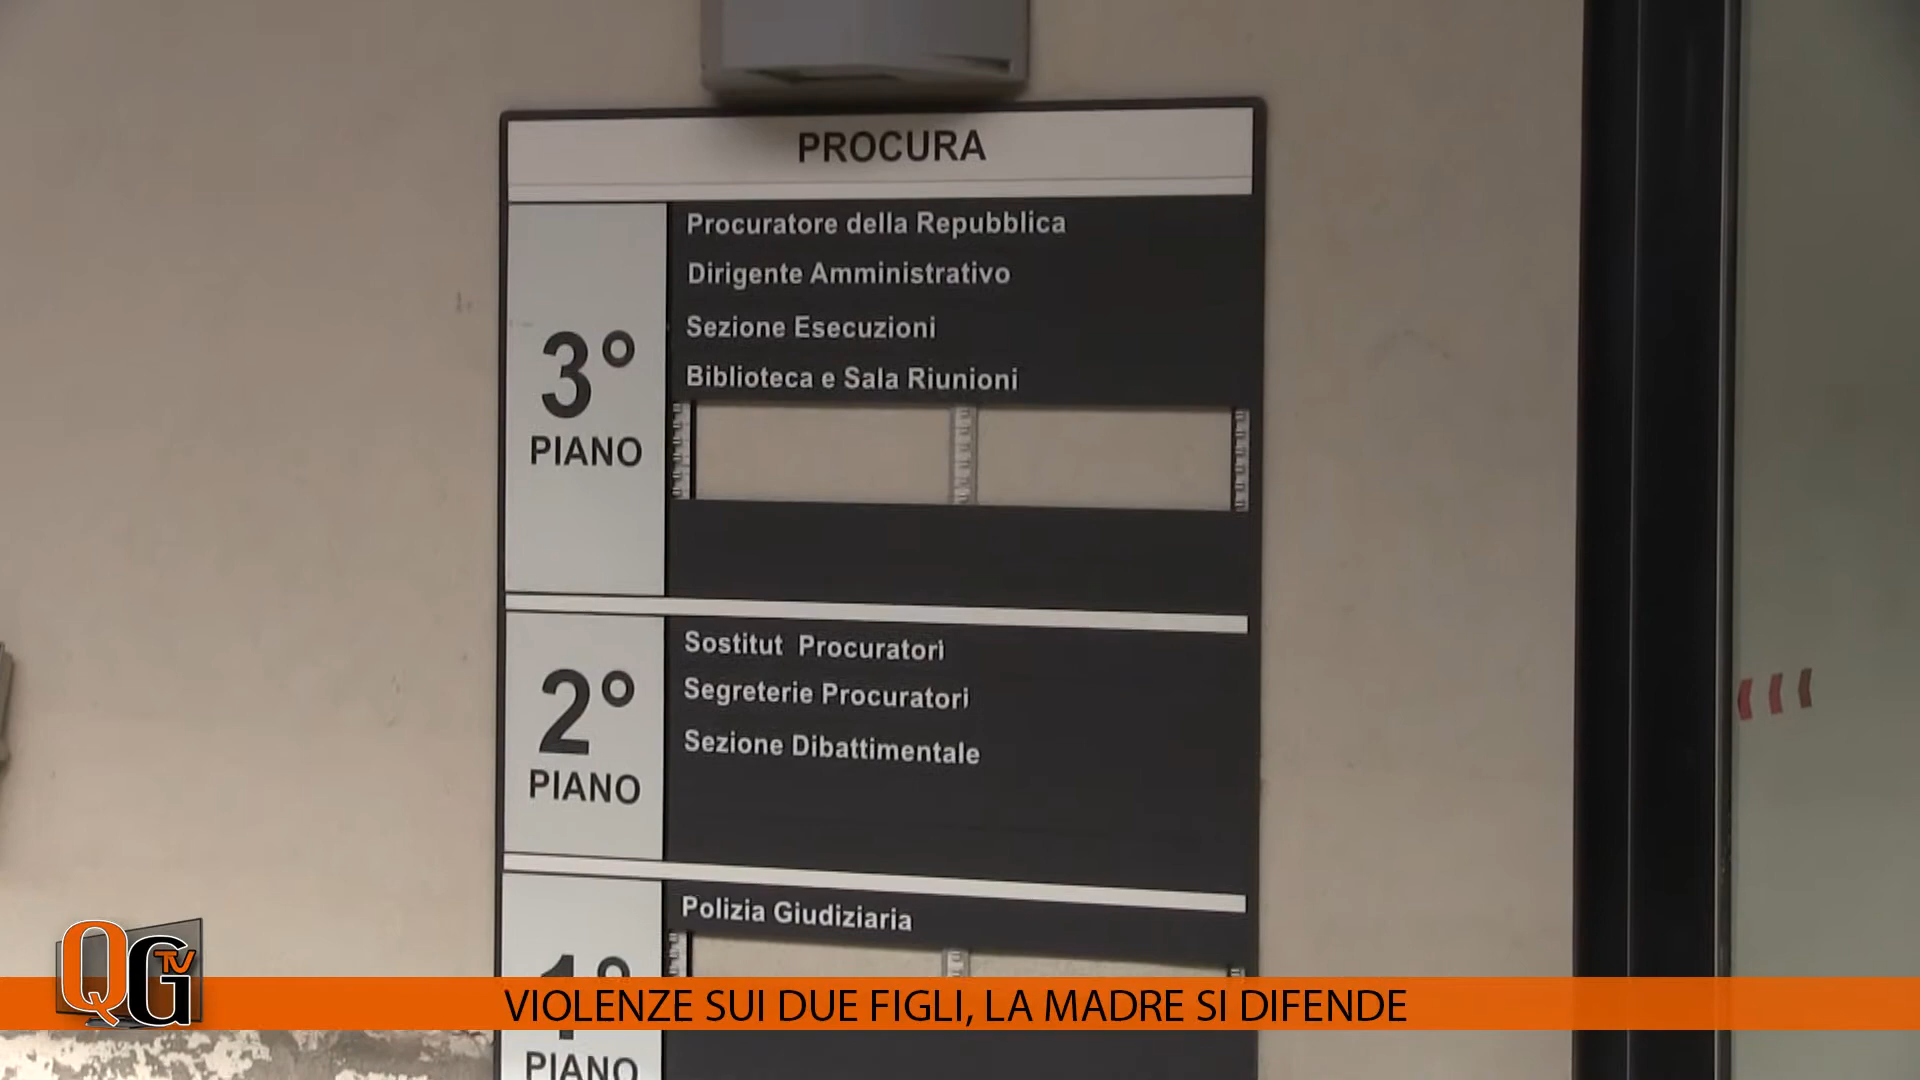 PROCURA
3°
PIANO
Procuratore della Repubblica
Dirigente Amministrativo
Sezione Esecuzioni
Biblioteca e Sala Riunioni
2°
PIANO
Sostitut Procuratori
Segreterie Procuratori
Sezione Dibattimentale
1°
PIANO
Polizia Giudiziaria
QG TV
VIOLENZE SUI DUE FIGLI, LA MADRE SI DIFENDE